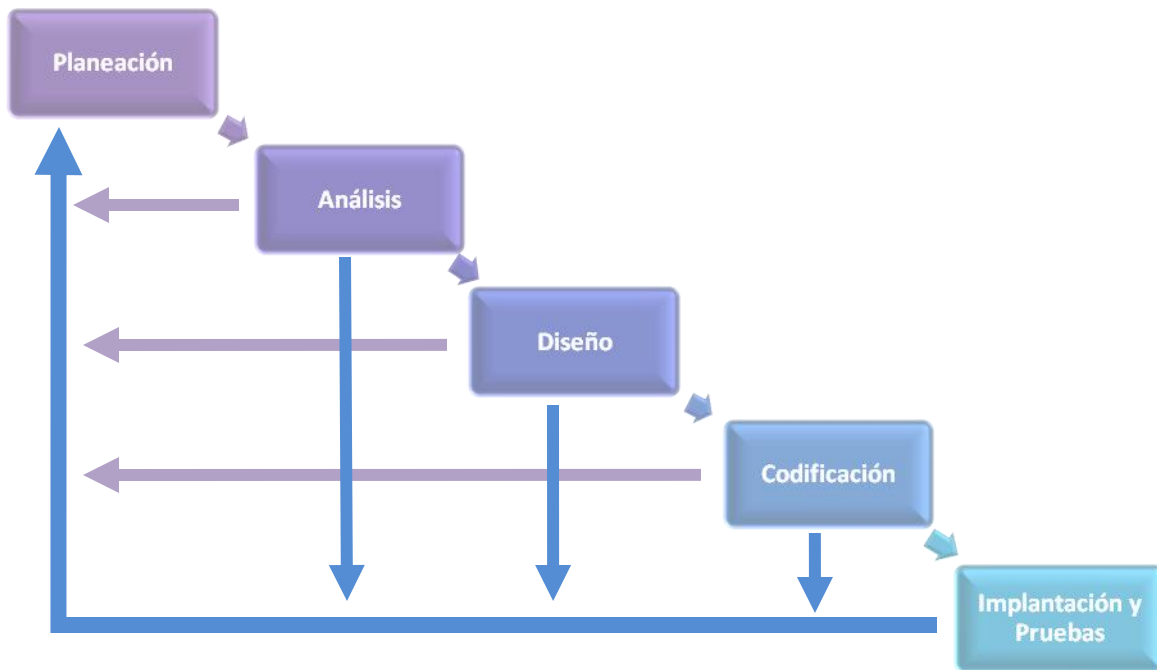 Planeación
Análisis
Diseño
Codificación
Implantación y
Pruebas